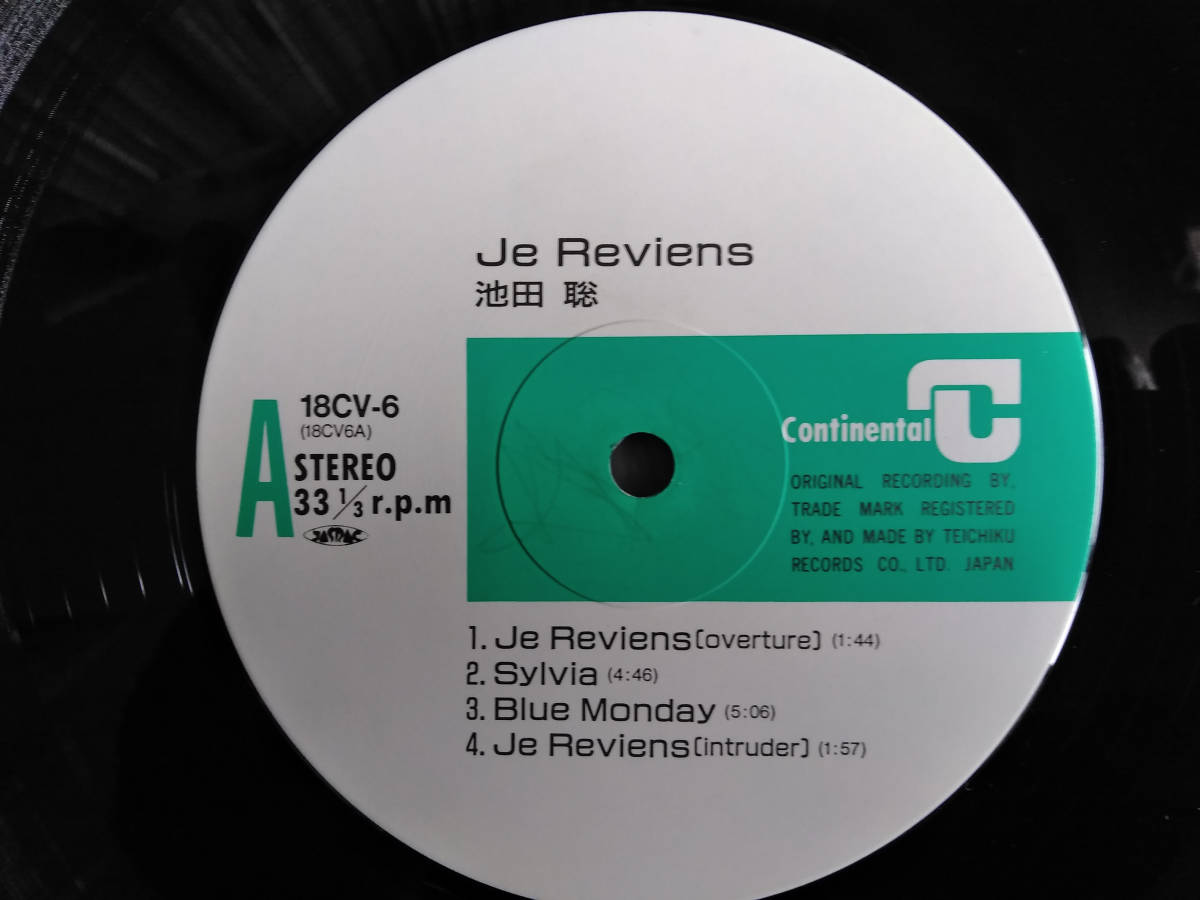 Je Reviens
池田 聡
A
18CV-6
(18CV6A)
STEREO
33 1/3 r.p.m
JASRAC
Continental
ORIGINAL RECORDING BY,
TRADE MARK REGISTERED
BY, AND MADE BY TEICHIKU
RECORDS CO., LTD. JAPAN
1. Je Reviens[overture] (1:44)
2. Sylvia (4:46)
3. Blue Monday (5:06)
4. Je Reviens[intruder] (1:57)